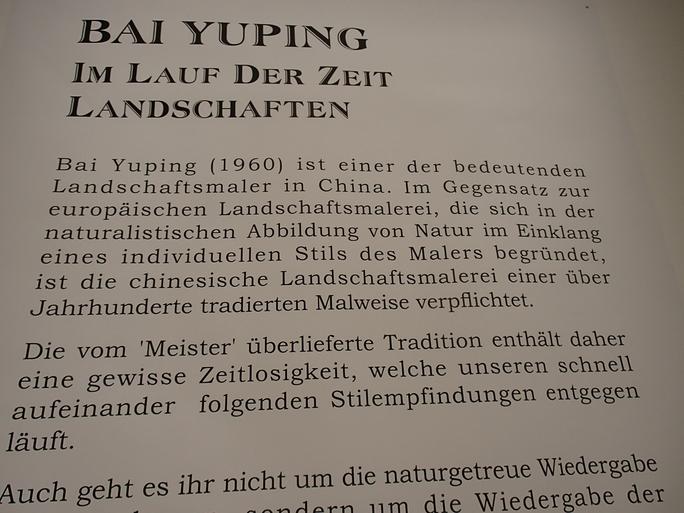 BAI YUPING
IM LAUF DER ZEIT
LANDSCHAFTEN
Bai Yuping (1960) ist einer der bedeutenden
Landschaftsmaler in China. Im Gegensatz zur
europäischen Landschaftsmalerei, die sich in der
naturalistischen Abbildung von Natur im Einklang
eines individuellen Stils des Malers begründet,
ist die chinesische Landschaftsmalerei einer über
Jahrhunderte tradierten Malweise verpflichtet.
Die vom 'Meister' überlieferte Tradition enthält daher
eine gewisse Zeitlosigkeit, welche unseren schnell
aufeinander folgenden Stilempfindungen entgegen
läuft.
Auch geht es ihr nicht um die naturgetreue Wiedergabe
sondern um die Wiedergabe der